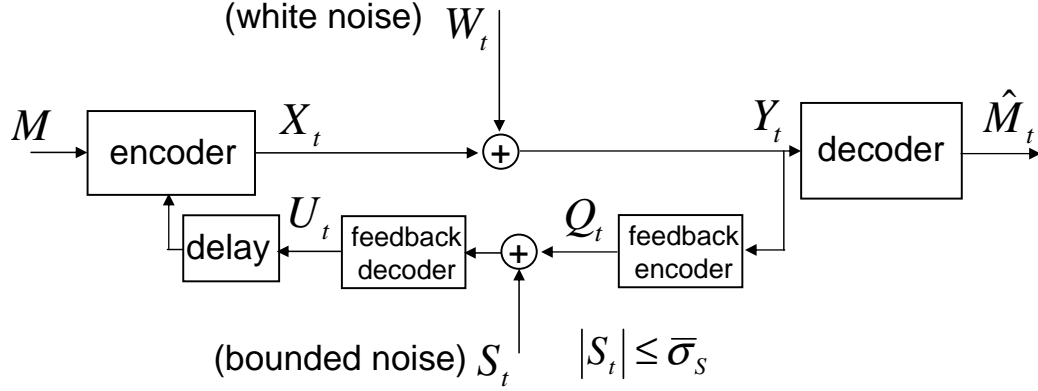 (white noise) W_t
M
encoder
X_t
+
Y_t
decoder
M̂_t
delay
U_t
feedback
decoder
+
Q_t
feedback
encoder
(bounded noise) S_t
|S_t| ≤ σ̅_S